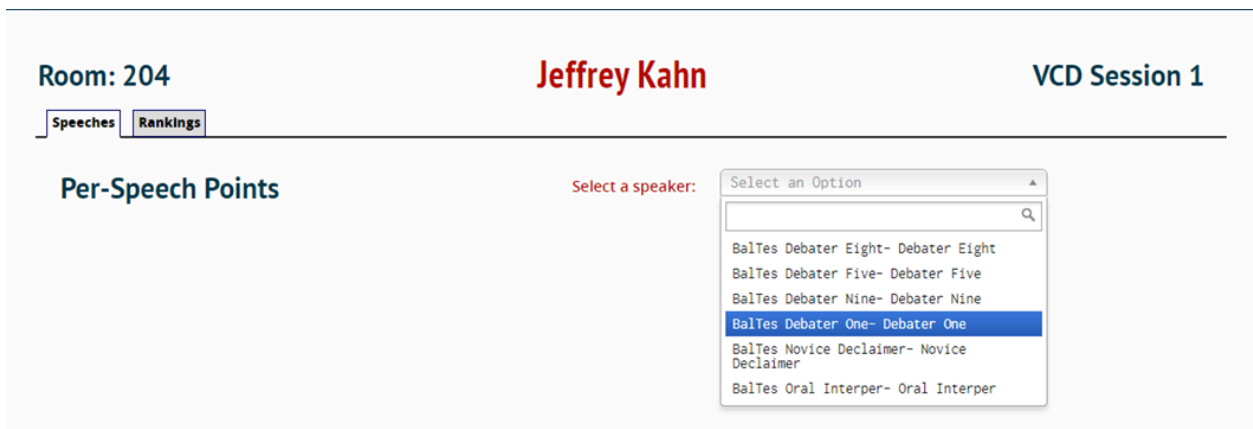 Room: 204
Jeffrey Kahn
VCD Session 1
Speeches
Rankings
Per-Speech Points
Select a speaker:
Select an Option
BalTes Debater Eight- Debater Eight
BalTes Debater Five- Debater Five
BalTes Debater Nine- Debater Nine
BalTes Debater One- Debater One
BalTes Novice Declaimer- Novice
Declaimer
BalTes Oral Interper- Oral Interper